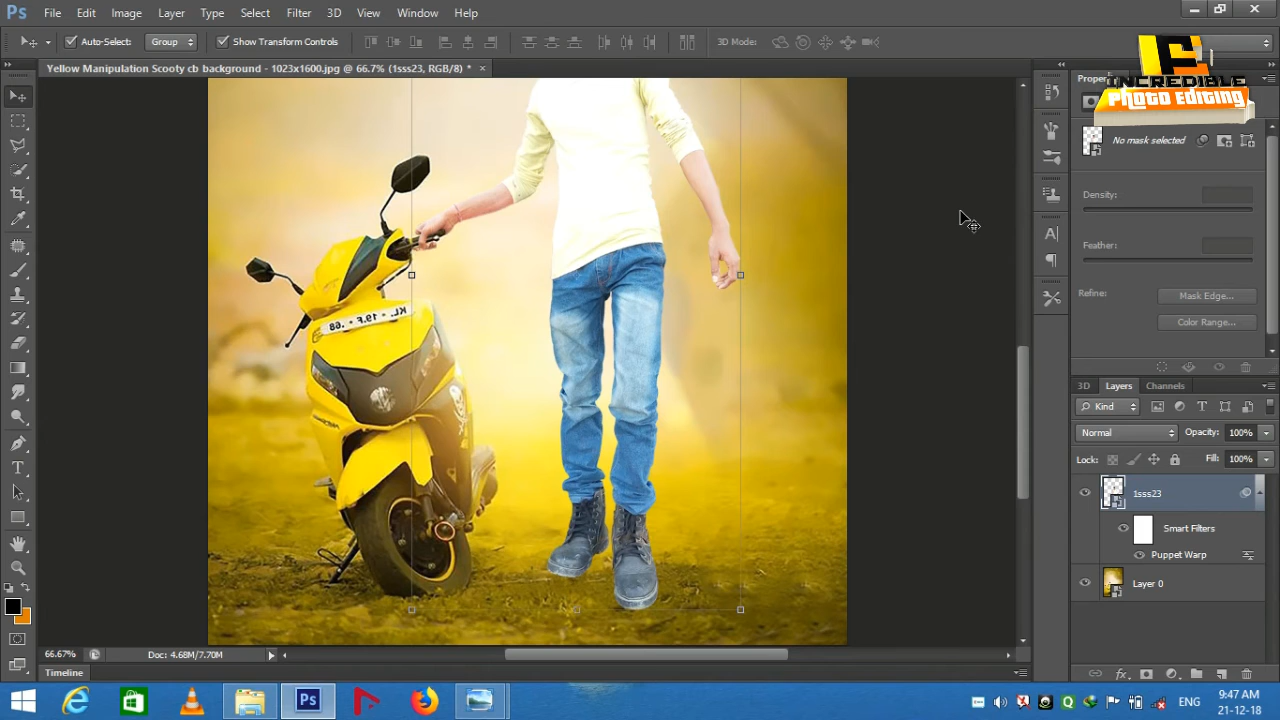 Ps File Edit Image Layer Type Select Filter 3D View Window Help
Auto-Select: Group Show Transform Controls 3D Mode:
Yellow Manipulation Scooty cb background - 1023x1600.jpg @ 66.7% (1sss23, RGB/8) * ×
INCREDIBLE
PHOTO EDITING
No mask selected
Density:
Feather:
Refine: Mask Edge...
Color Range...
KL, 19.F .68
3D Layers Channels
Kind
Normal Opacity: 100%
Lock: Fill: 100%
1sss23
Smart Filters
Puppet Warp
Layer 0
66.67% Doc: 4.68M/7.70M
Timeline
Ps ENG 9:47 AM
21-12-18